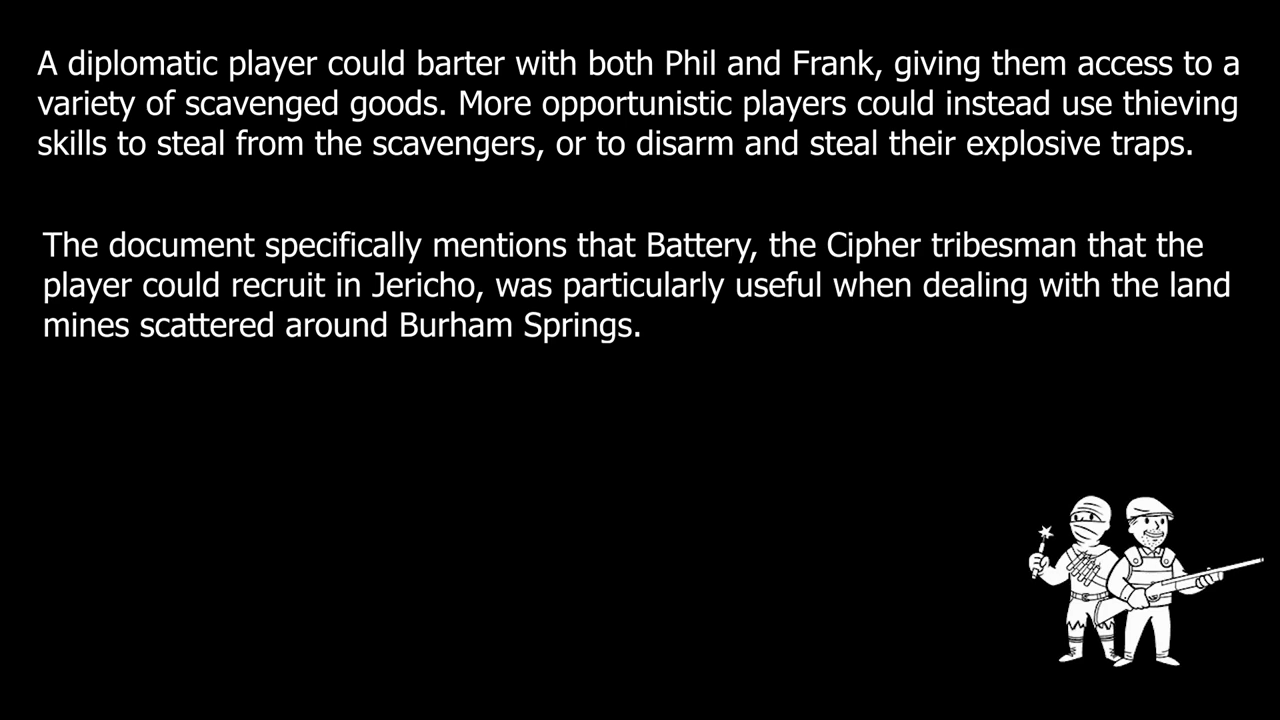 A diplomatic player could barter with both Phil and Frank, giving them access to a
variety of scavenged goods. More opportunistic players could instead use thieving
skills to steal from the scavengers, or to disarm and steal their explosive traps.
The document specifically mentions that Battery, the Cipher tribesman that the
player could recruit in Jericho, was particularly useful when dealing with the land
mines scattered around Burham Springs.